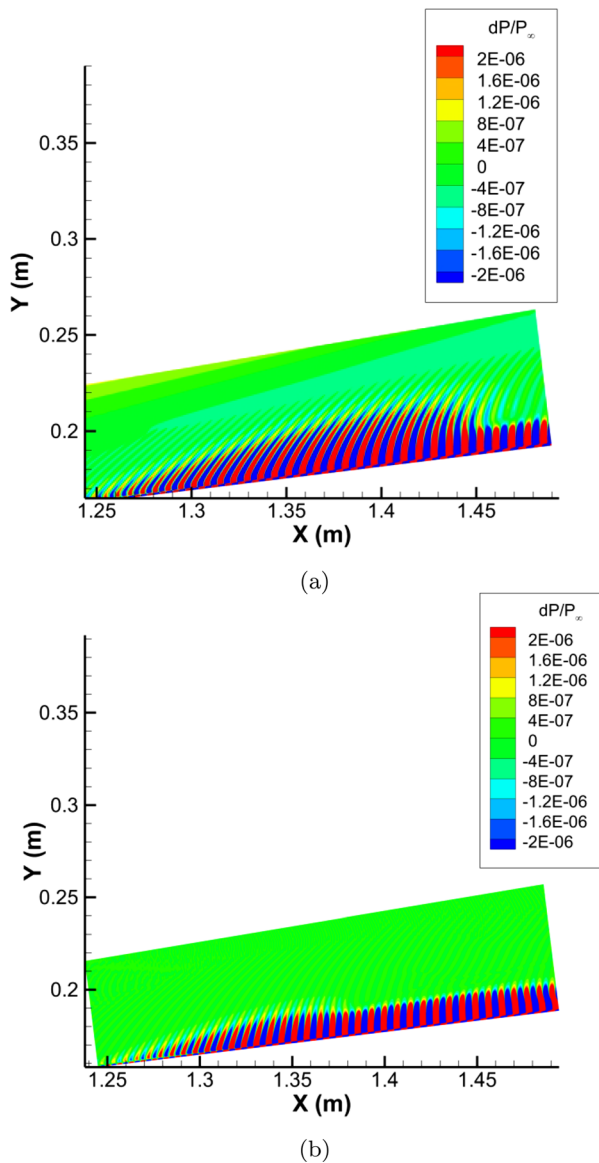 dP/P∞
2E-06
1.6E-06
1.2E-06
8E-07
4E-07
0
-4E-07
-8E-07
-1.2E-06
-1.6E-06
-2E-06
0.35
0.3
0.25
0.2
Y (m)
1.25 1.3 1.35 1.4 1.45
X (m)
(a)
dP/P∞
2E-06
1.6E-06
1.2E-06
8E-07
4E-07
0
-4E-07
-8E-07
-1.2E-06
-1.6E-06
-2E-06
0.35
0.3
0.25
0.2
Y (m)
1.25 1.3 1.35 1.4 1.45
X (m)
(b)